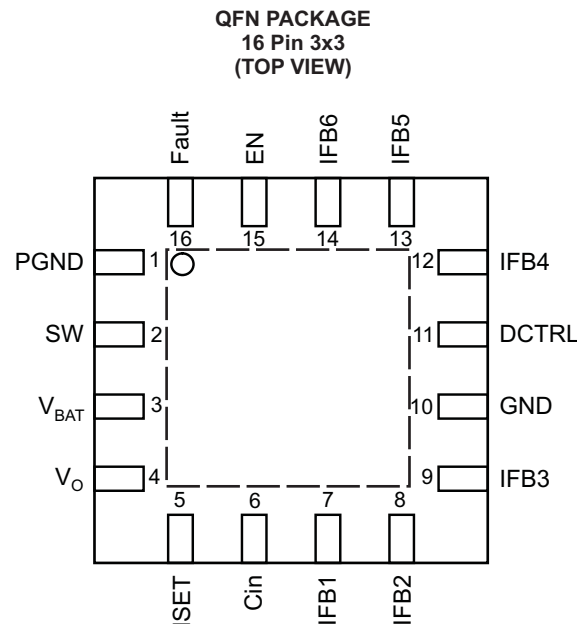 QFN PACKAGE
16 Pin 3x3
(TOP VIEW)
Fault EN IFB6 IFB5
16 15 14 13
PGND 1 12 IFB4
SW 2 11 DCTRL
VBAT 3 10 GND
VO 4 9 IFB3
5 6 7 8
ISET Cin IFB1 IFB2